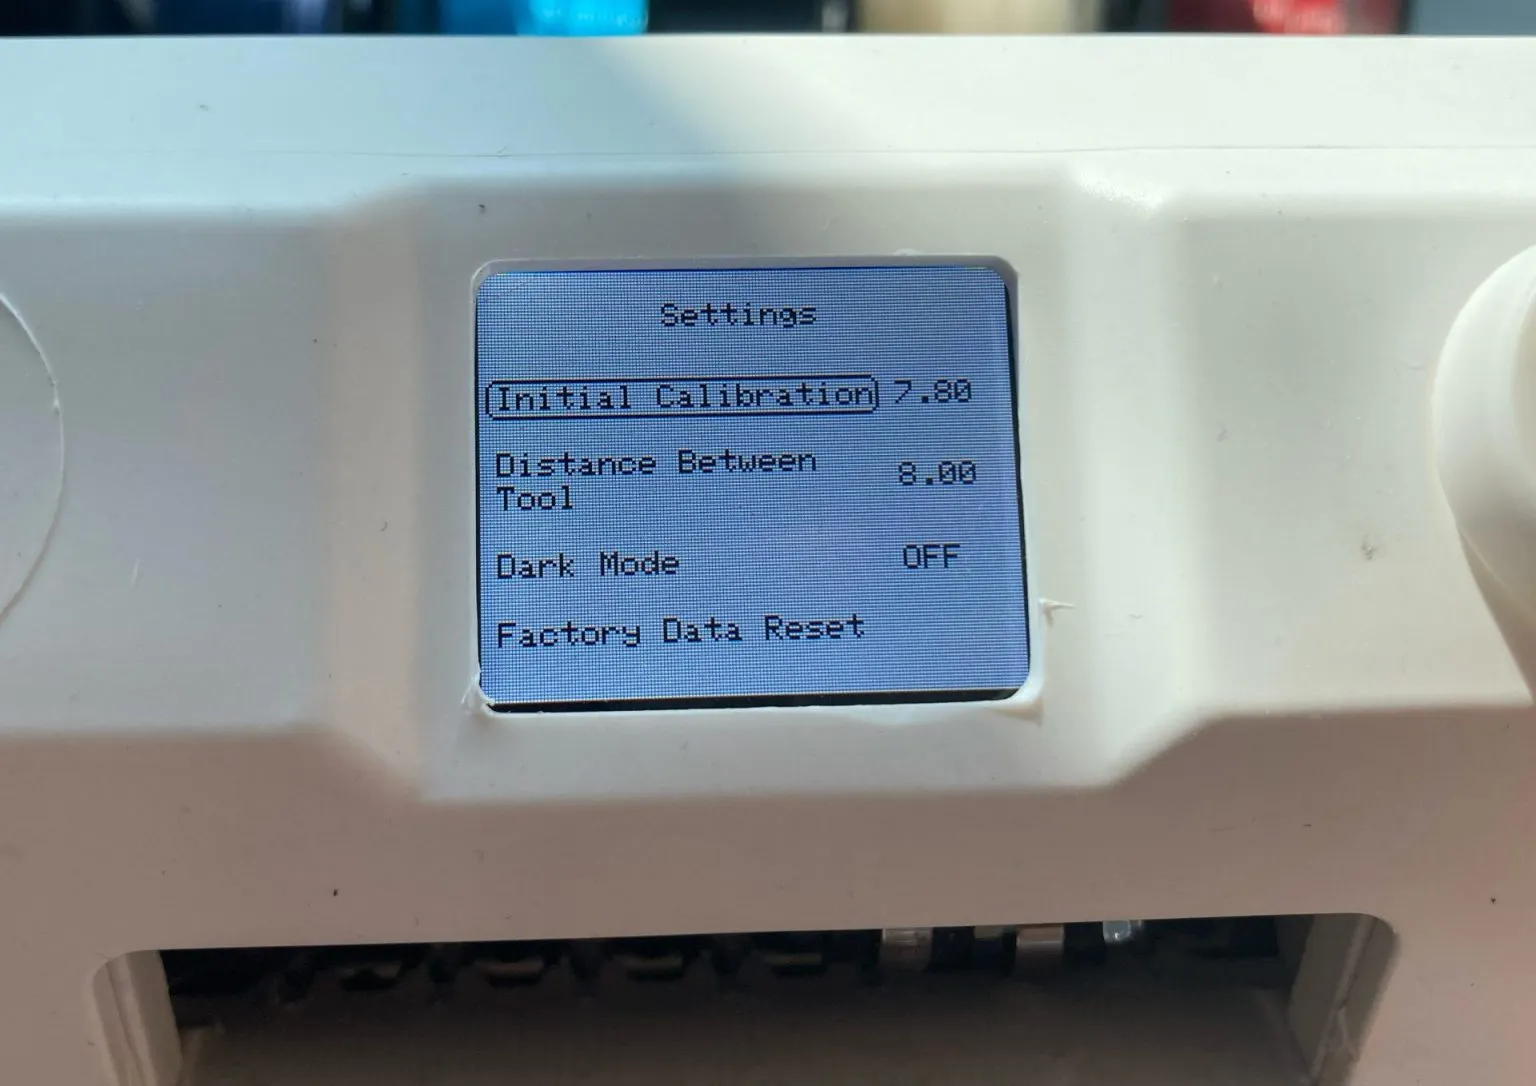 Settings
Initial Calibration 7.80
Distance Between
Tool 8.00
Dark Mode OFF
Factory Data Reset